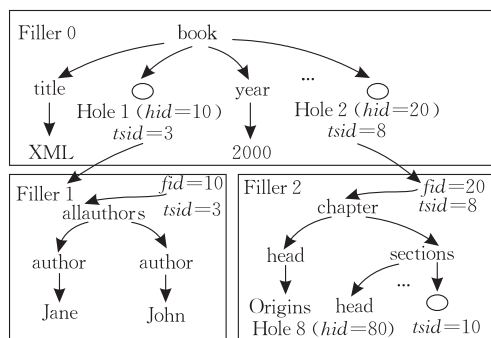 Filler 0
book
title
year
...
Hole 1 (hid=10)
tsid=3
Hole 2 (hid=20)
tsid=8
XML
2000
Filler 1
fid=10
tsid=3
allauthors
author
author
Jane
John
Filler 2
fid=20
tsid=8
chapter
head
sections
...
Origins
head
Hole 8 (hid=80)
tsid=10